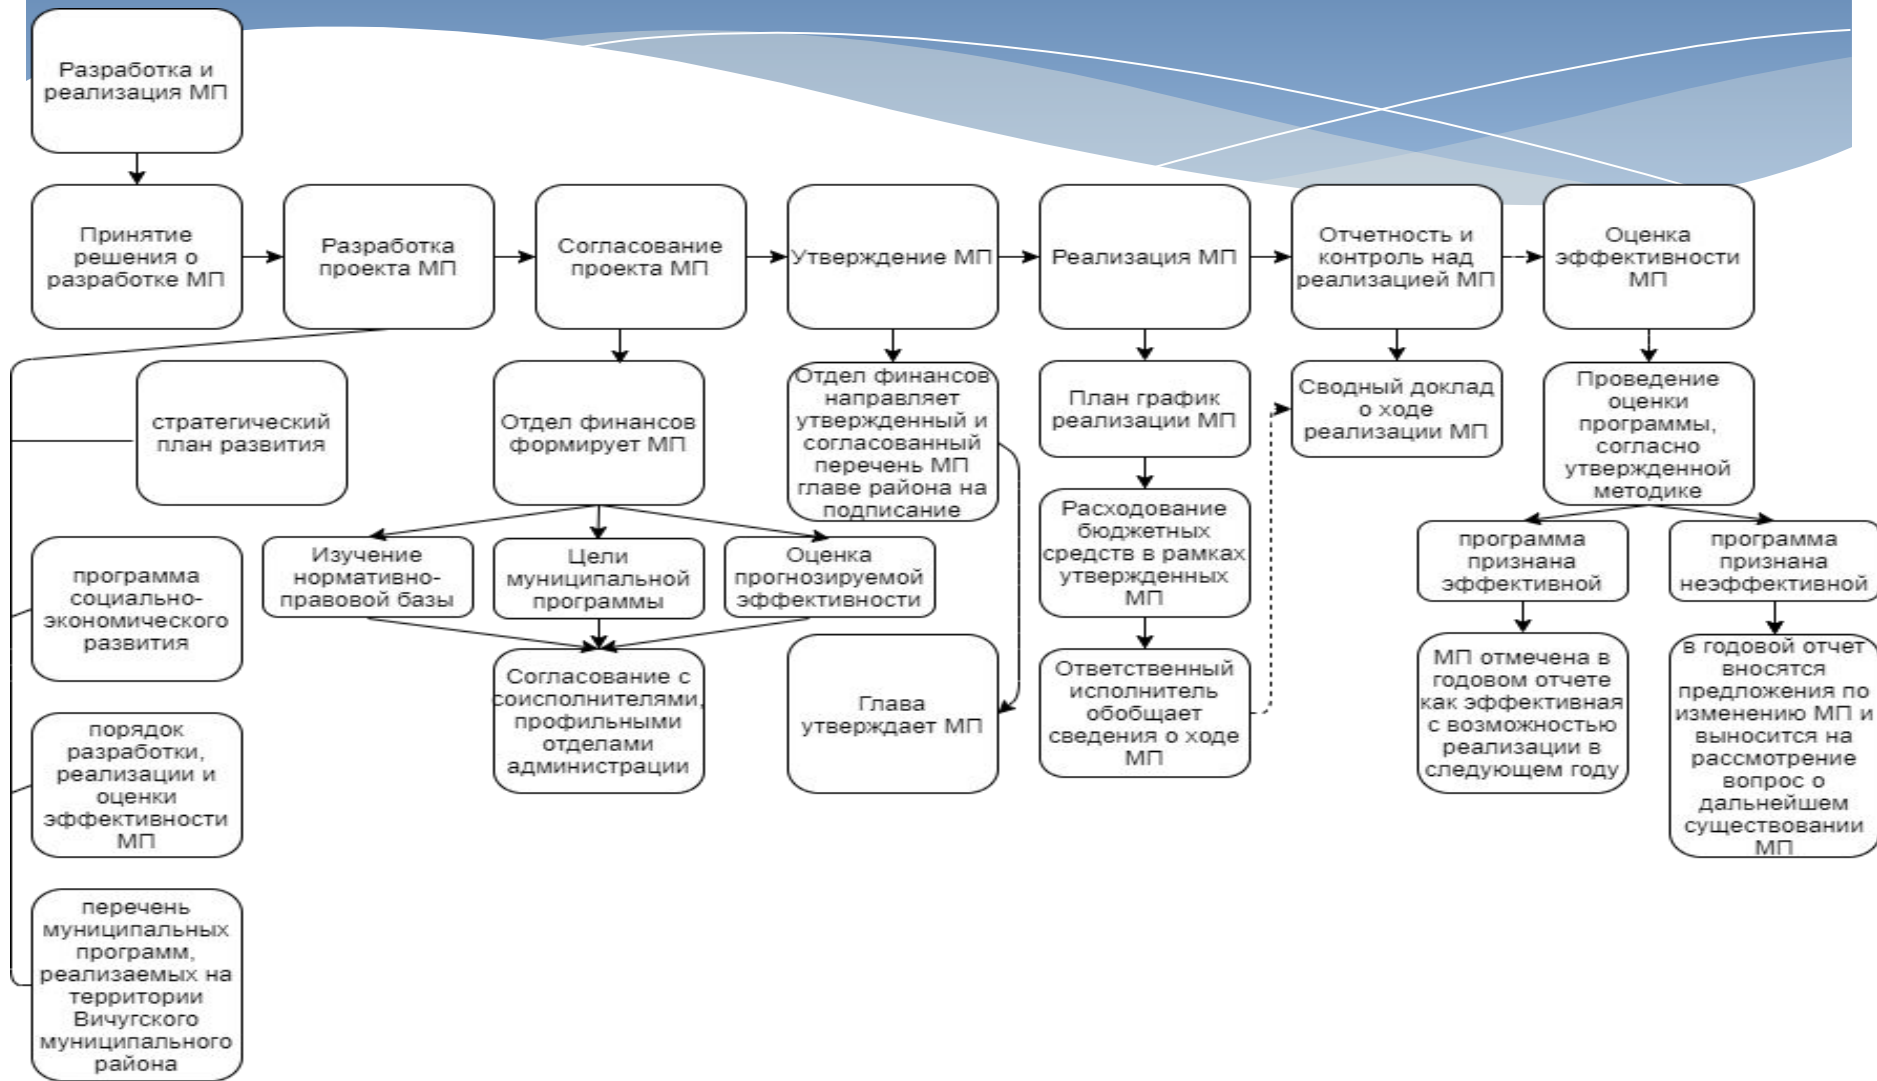 Разработка и
реализация МП
Принятие
решения о
разработке МП
Разработка
проекта МП
Согласование
проекта МП
Утверждение МП
Реализация МП
Отчетность и
контроль над
реализацией МП
Оценка
эффективности
МП
стратегический
план развития
программа
социально-
экономического
развития
порядок
разработки,
реализации и
оценки
эффективности
МП
перечень
муниципальных
программ,
реализаемых на
территории
Вичугского
муниципального
района
Отдел финансов
формирует МП
Изучение
нормативно-
правовой базы
Цели
муниципальной
программы
Оценка
прогнозируемой
эффективности
Согласование с
соисполнителями,
профильными
отделами
администрации
Отдел финансов
направляет
утвержденный и
согласованный
перечень МП
главе района на
подписание
Глава
утверждает МП
План график
реализации МП
Расходование
бюджетных
средств в рамках
утвержденных
МП
Ответственный
исполнитель
обобщает
сведения о ходе
МП
Сводный доклад
о ходе
реализации МП
Проведение
оценки
программы,
согласно
утвержденной
методике
программа
признана
эффективной
программа
признана
неэффективной
МП отмечена в
годовом отчете
как эффективная
с возможностью
реализации в
следующем году
в годовой отчет
вносятся
предложения по
изменению МП и
выносится на
рассмотрение
вопрос о
дальнейшем
существовании
МП